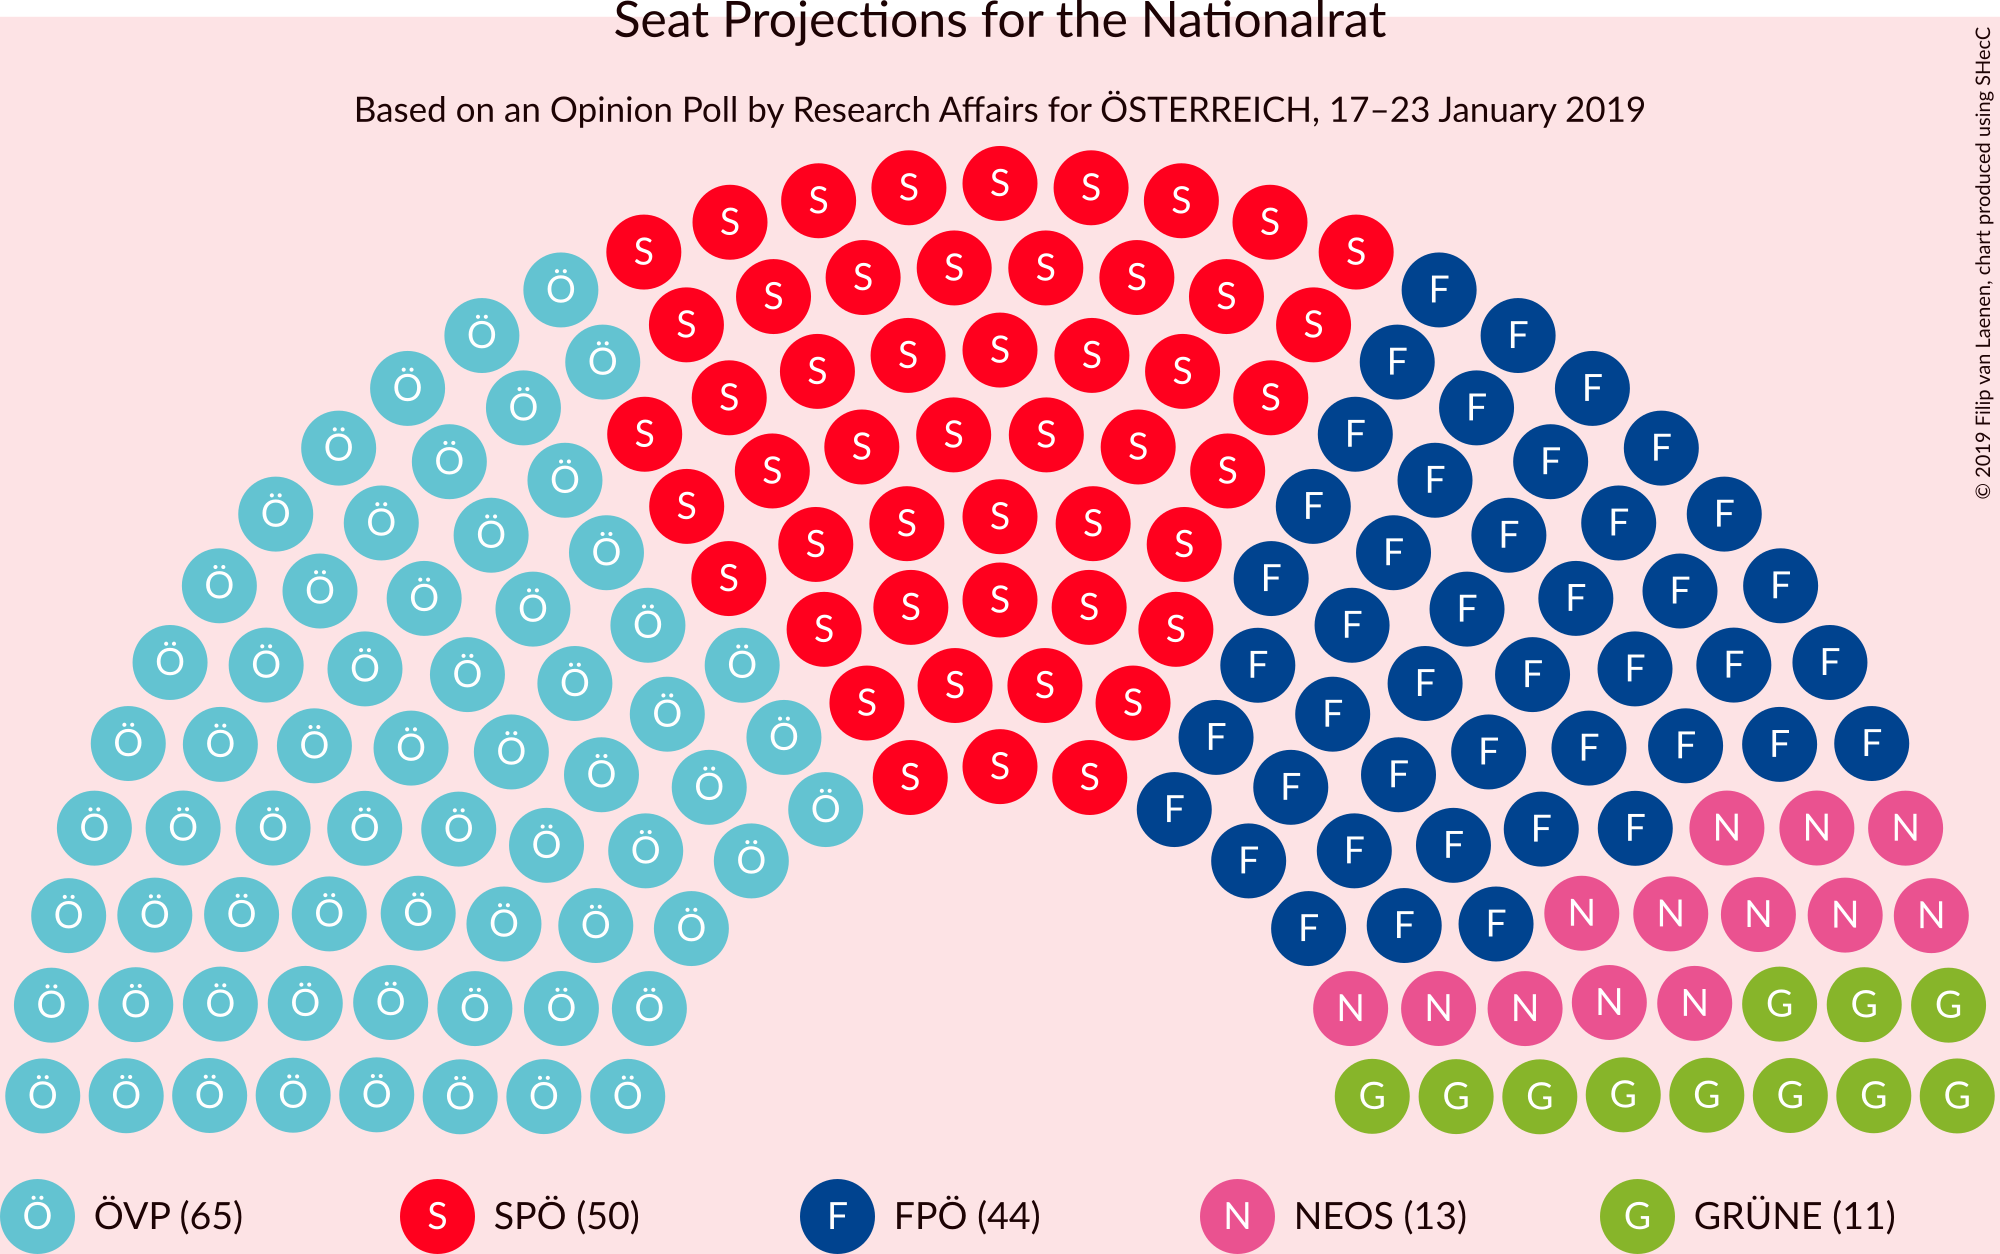 Seat Projections for the Nationalrat
Based on an Opinion Poll by Research Affairs for ÖSTERREICH, 17–23 January 2019
© 2019 Filip van Laenen, chart produced using SHecC
S S S S S S S S S
Ö S S S S S S S S F
Ö Ö S S S S S S S F F
Ö Ö S S S S S S S S F F F
Ö Ö Ö S S S S S S S F F F F
Ö Ö Ö Ö S S S S S F F F F F
Ö Ö Ö Ö Ö S S S S S F F F F F
Ö Ö Ö Ö Ö Ö Ö S S S S F F F F F F F
Ö Ö Ö Ö Ö Ö Ö Ö S S S F F F F F F F F
Ö Ö Ö Ö Ö Ö Ö Ö Ö F F F F F F N N N
Ö Ö Ö Ö Ö Ö Ö Ö F F F N N N N N
Ö Ö Ö Ö Ö Ö Ö Ö N N N N N G G G
Ö Ö Ö Ö Ö Ö Ö Ö G G G G G G G G
Ö ÖVP (65) S SPÖ (50) F FPÖ (44) N NEOS (13) G GRÜNE (11)